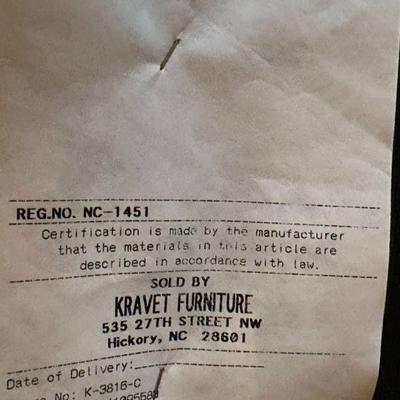 REG.NO. NC-1451
Certification is made by the manufacturer
that the materials in this article are
described in accordance with law.
SOLD BY
KRAVET FURNITURE
535 27TH STREET NW
Hickory, NC 28601
Date of Delivery:
No: K-3816-C